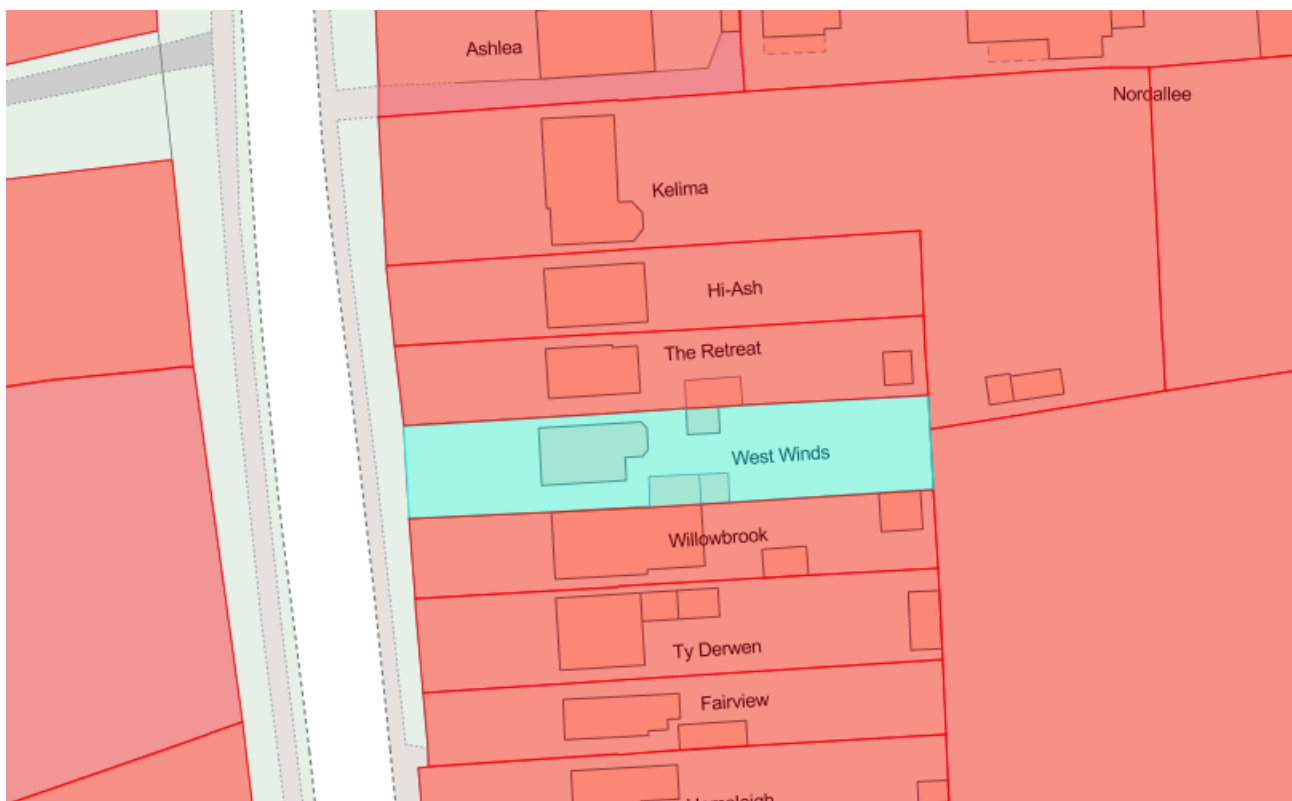 Ashlea
Nordallee
Kelima
Hi-Ash
The Retreat
West Winds
Willowbrook
Ty Derwen
Fairview